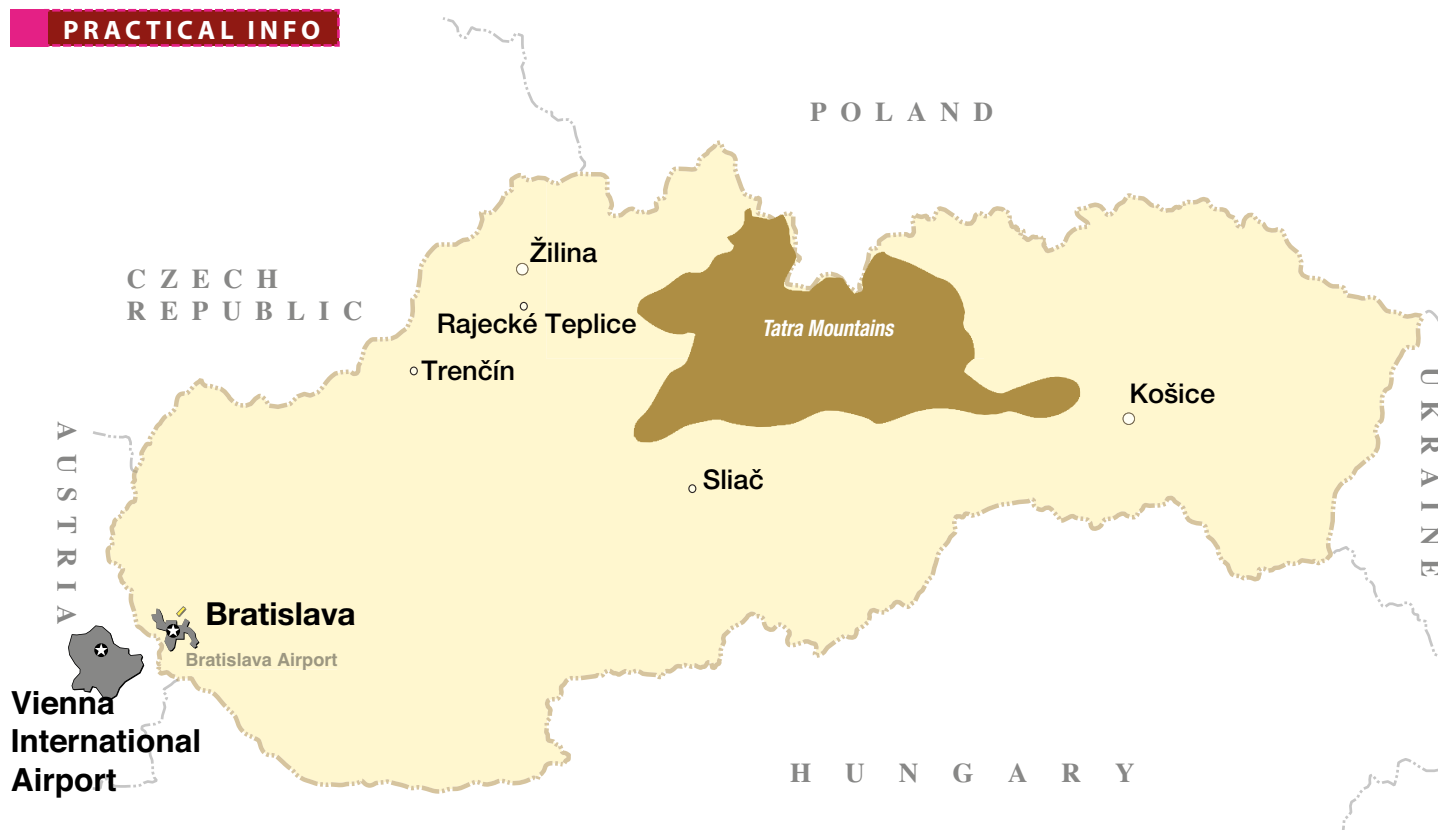 PRACTICAL INFO
POLAND
Žilina
CZECH
REPUBLIC
Rajecké Teplice
Tatra Mountains
Trenčín
Košice
UKRAINE
AUSTRIA
Sliač
Bratislava
Bratislava Airport
Vienna
International
Airport
HUNGARY